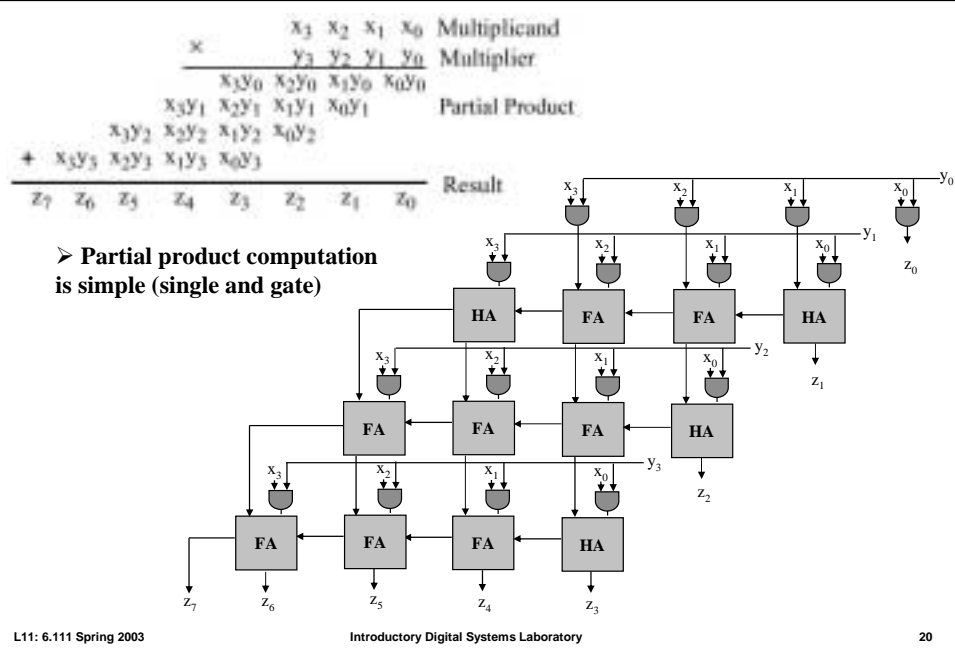 x₃ x₂ x₁ x₀ Multiplicand
× y₃ y₂ y₁ y₀ Multiplier
x₃y₀ x₂y₀ x₁y₀ x₀y₀
x₃y₁ x₂y₁ x₁y₁ x₀y₁ Partial Product
x₃y₂ x₂y₂ x₁y₂ x₀y₂
+ x₃y₃ x₂y₃ x₁y₃ x₀y₃
Result
z₇ z₆ z₅ z₄ z₃ z₂ z₁ z₀
➢ Partial product computation
is simple (single and gate)
x₃ x₂ x₁ x₀ y₀
x₃ x₂ x₁ x₀ y₁
z₀
HA FA FA HA
x₃ x₂ x₁ x₀ y₂
z₁
FA FA FA HA
x₃ x₂ x₁ x₀ y₃
z₂
FA FA FA HA
z₇ z₆ z₅ z₄ z₃
L11: 6.111 Spring 2003 Introductory Digital Systems Laboratory 20